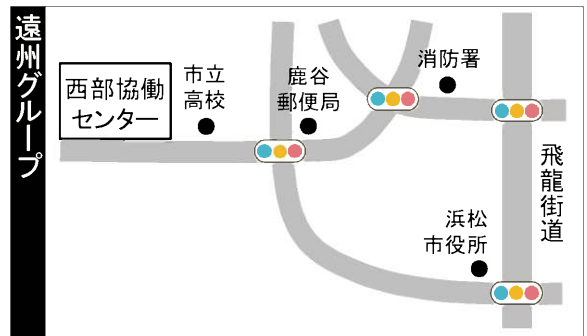 遠州グループ
西部協働
センター
市立
高校
鹿谷
郵便局
消防署
飛龍街道
浜松
市役所